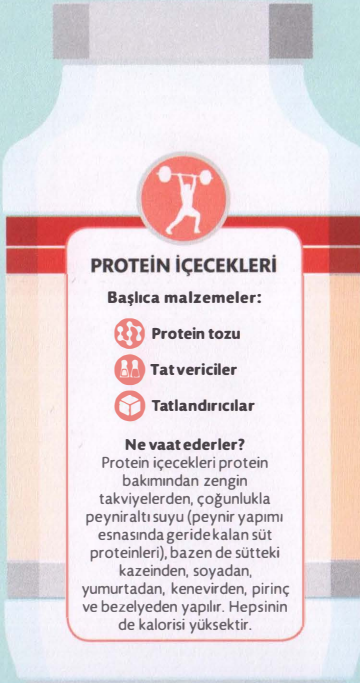 PROTEİN İÇECEKLERİ
Başlıca malzemeler:
Protein tozu
Tat vericiler
Tatlandırıcılar
Ne vaat ederler?
Protein içecekleri protein
bakımından zengin
takviyelerden, çoğunlukla
peyniraltı suyu (peynir yapımı
esnasında geride kalan süt
proteinleri), bazen de sütteki
kazeinden, soyadan,
yumurtadan, kenevirden, pirinç
ve bezelyeden yapılır. Hepsinin
de kalorisi yüksektir.